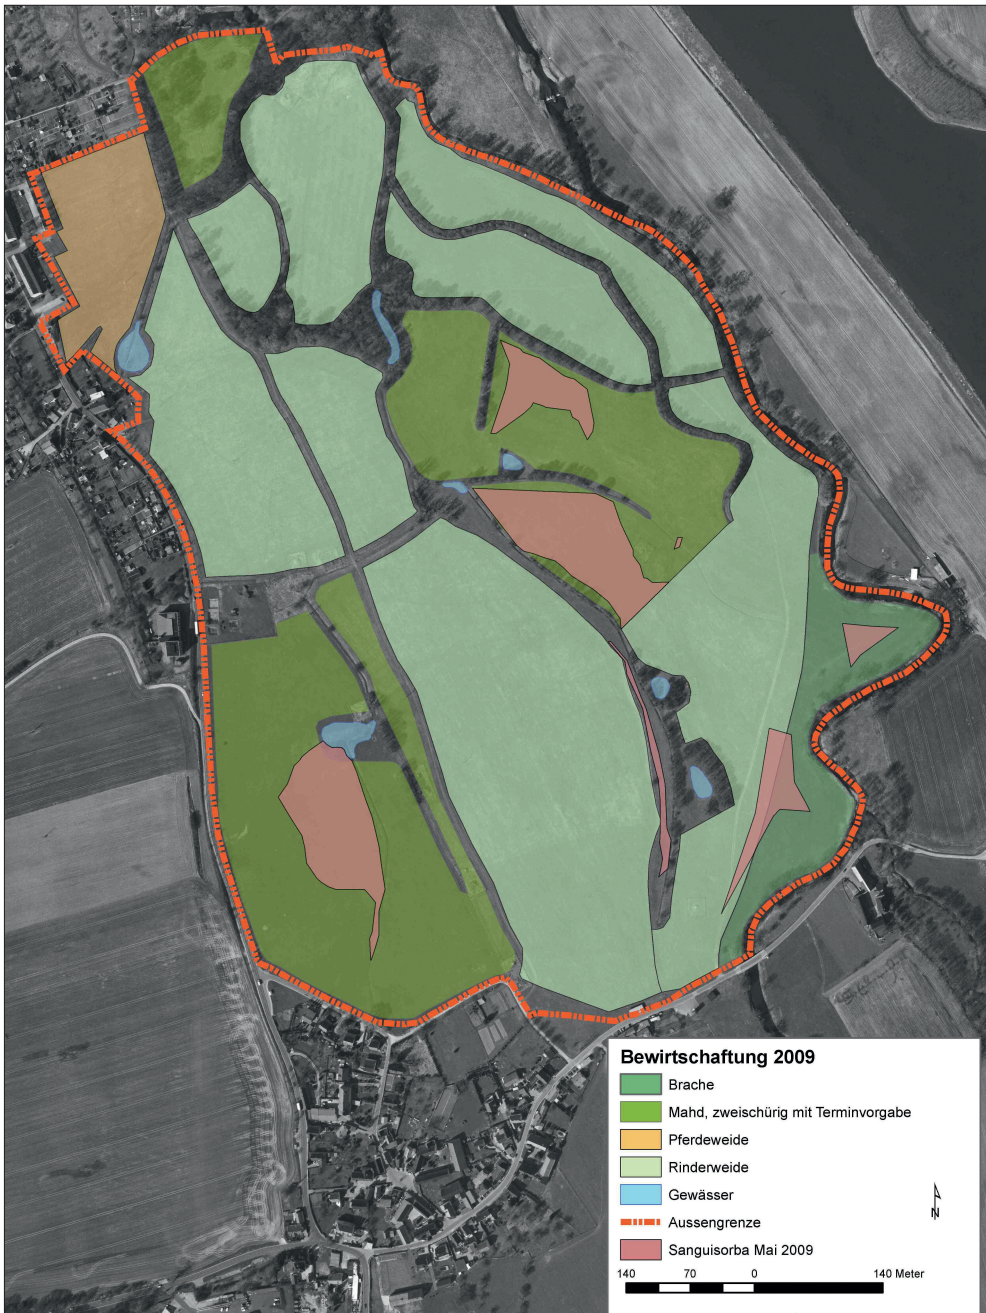 Bewirtschaftung 2009
Brache
Mahd, zweischürig mit Terminvorgabe
Pferdeweide
Rinderweide
Gewässer
Aussengrenze
Sanguisorba Mai 2009
N
140 70 0 140 Meter